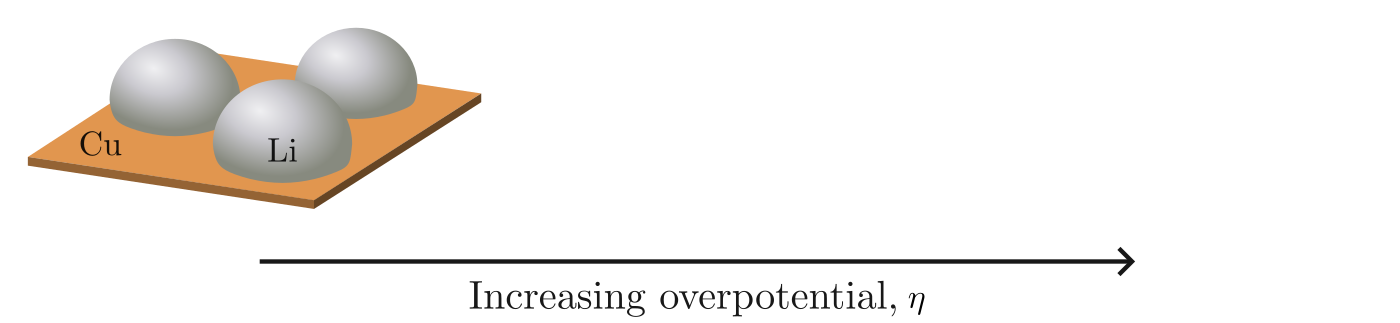 Cu
Li
Increasing overpotential, η